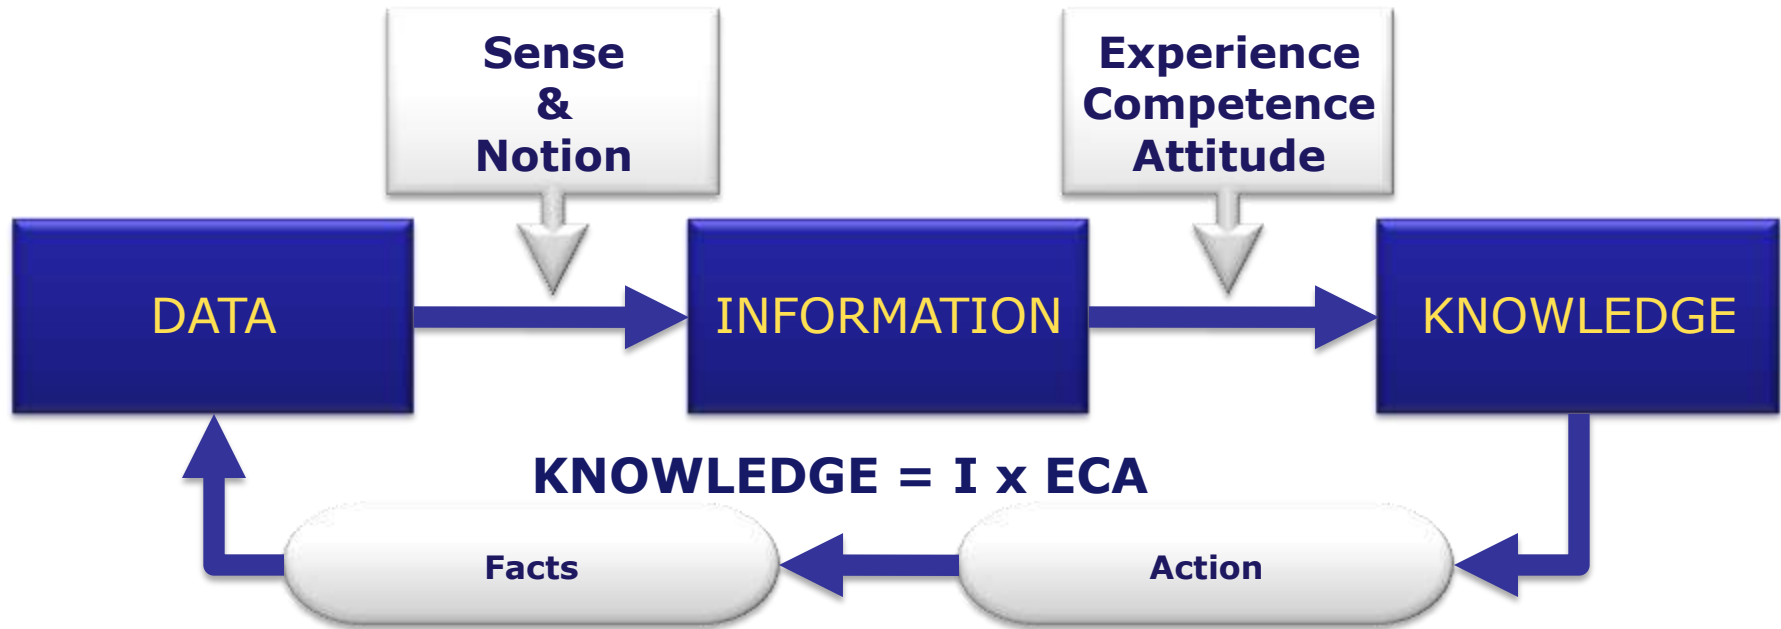 Sense
&
Notion
Experience
Competence
Attitude
DATA
INFORMATION
KNOWLEDGE
KNOWLEDGE = I x ECA
Facts
Action